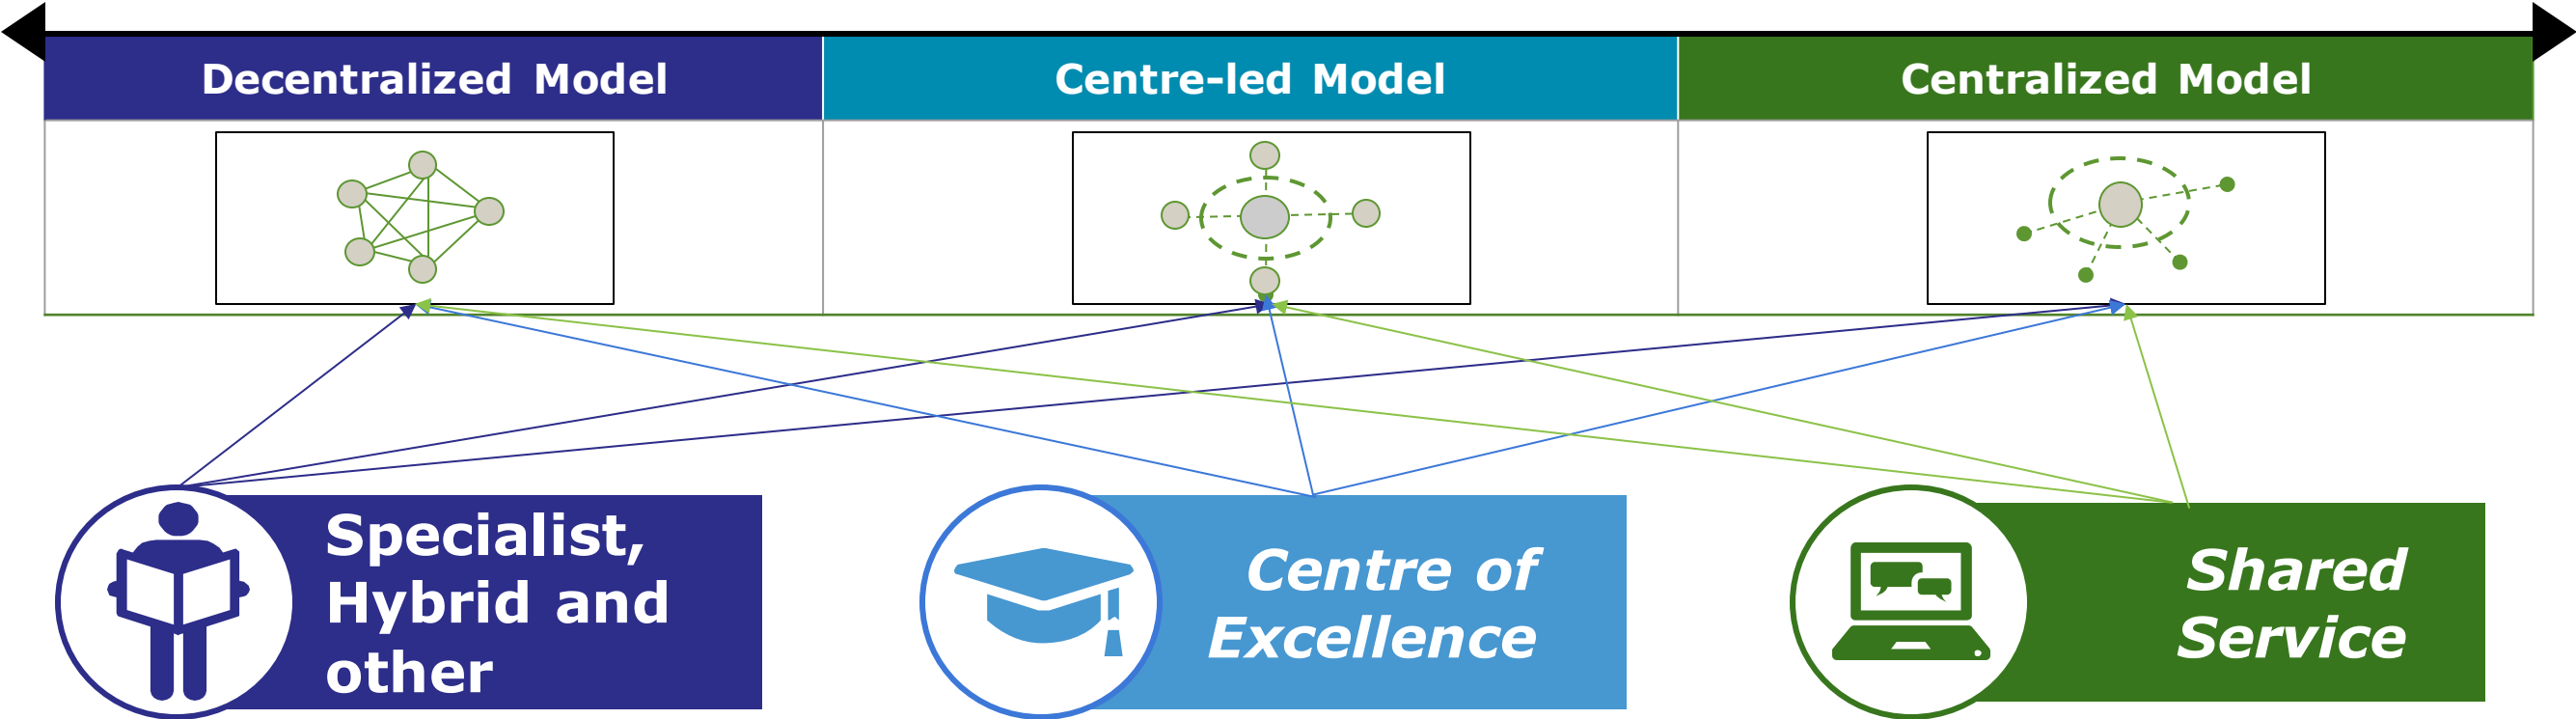 Decentralized Model
Centre-led Model
Centralized Model
Specialist,
Hybrid and
other
Centre of
Excellence
Shared
Service